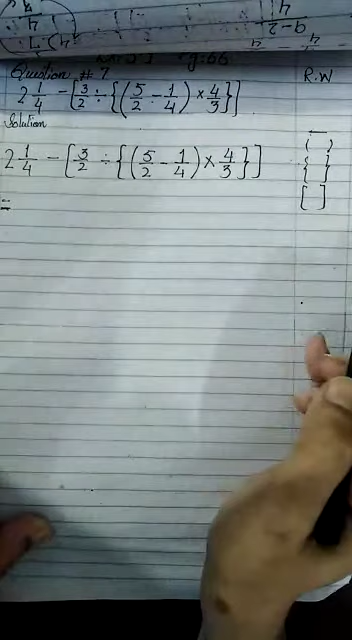 Question # 7
R.W
2 1/4 - [3/2 ÷ {(5/2 - 1/4) × 4/3}]
Solution
2 1/4 - [3/2 ÷ {(5/2 - 1/4) × 4/3}]
( )
{ }
[ ]
=